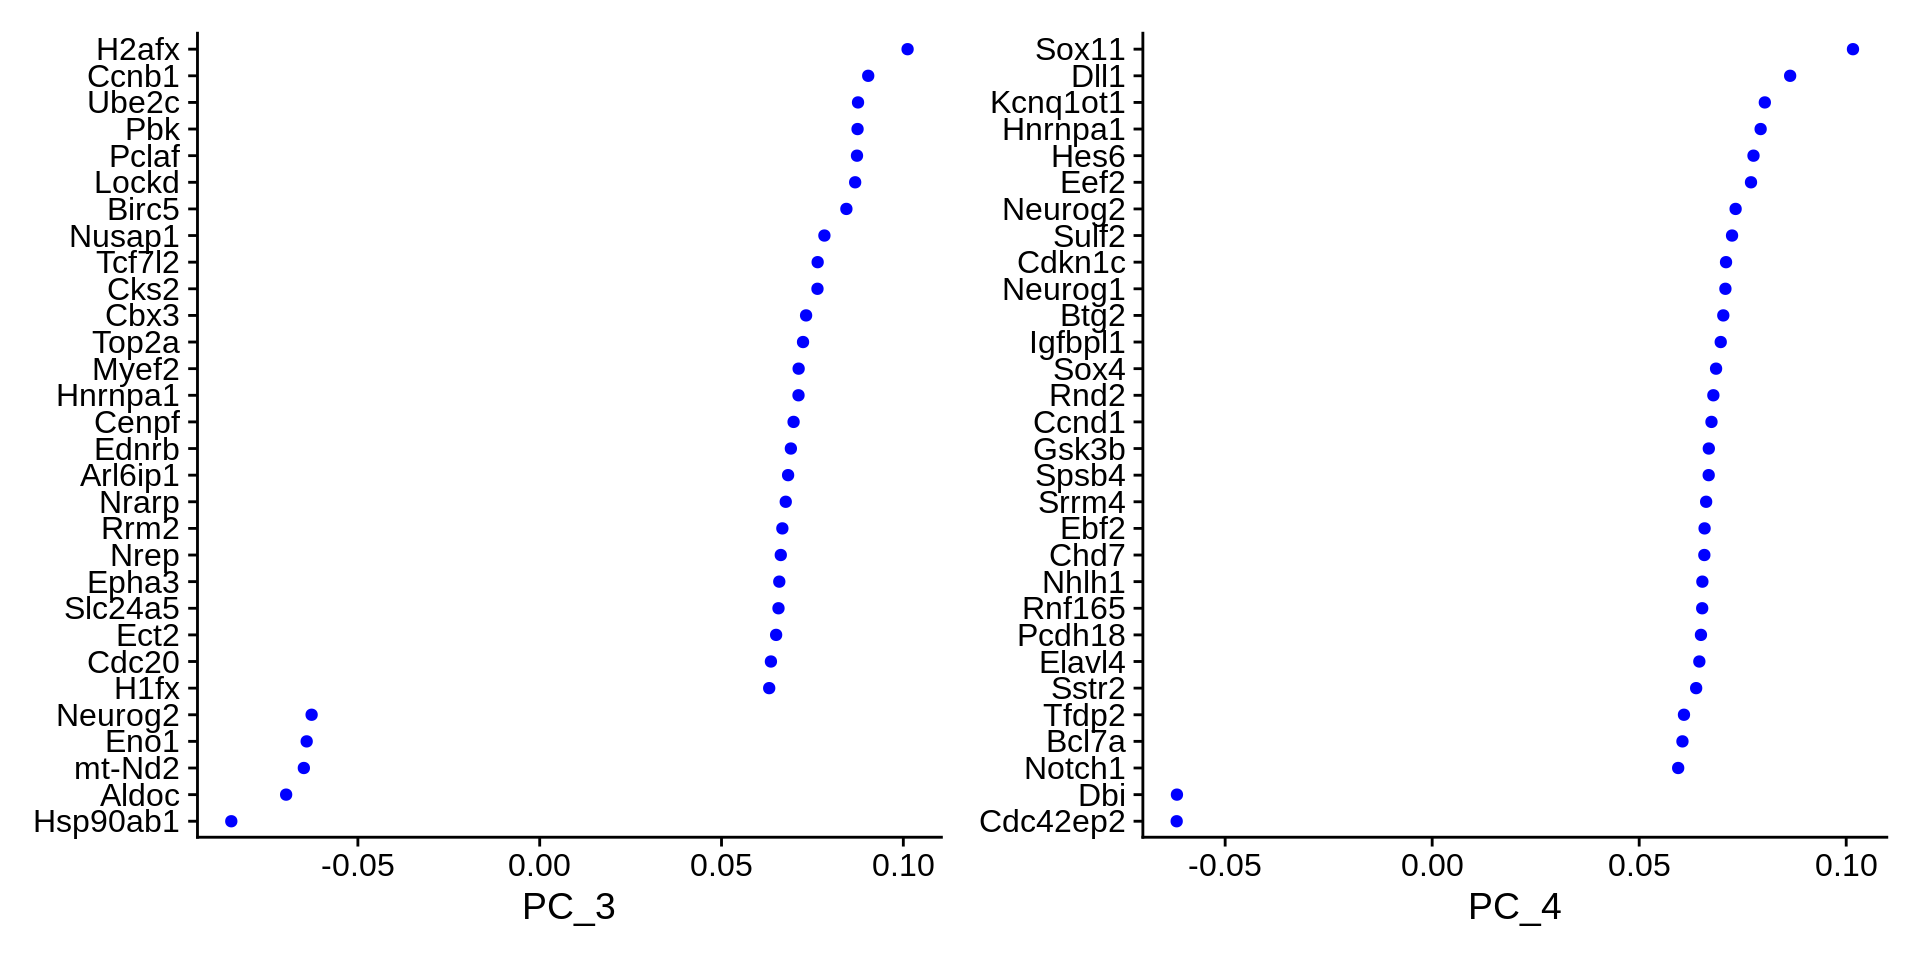 H2afx
Ccnb1
Ube2c
Pbk
Pclaf
Lockd
Birc5
Nusap1
Tcf7l2
Cks2
Cbx3
Top2a
Myef2
Hnrnpa1
Cenpf
Ednrb
Arl6ip1
Nrarp
Rrm2
Nrep
Epha3
Slc24a5
Ect2
Cdc20
H1fx
Neurog2
Eno1
mt-Nd2
Aldoc
Hsp90ab1
-0.05 0.00 0.05 0.10
PC_3
Sox11
Dll1
Kcnq1ot1
Hnrnpa1
Hes6
Eef2
Neurog2
Sulf2
Cdkn1c
Neurog1
Btg2
Igfbpl1
Sox4
Rnd2
Ccnd1
Gsk3b
Spsb4
Srrm4
Ebf2
Chd7
Nhlh1
Rnf165
Pcdh18
Elavl4
Sstr2
Tfdp2
Bcl7a
Notch1
Dbi
Cdc42ep2
-0.05 0.00 0.05 0.10
PC_4